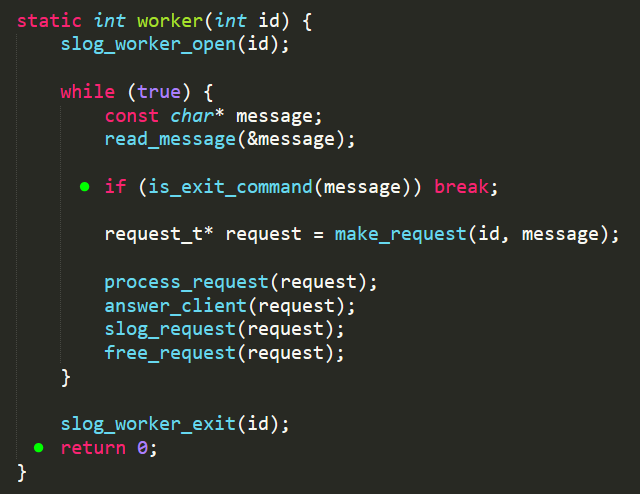 static int worker(int id) {
slog_worker_open(id);
while (true) {
const char* message;
read_message(&message);
if (is_exit_command(message)) break;
request_t* request = make_request(id, message);
process_request(request);
answer_client(request);
slog_request(request);
free_request(request);
}
slog_worker_exit(id);
return 0;
}